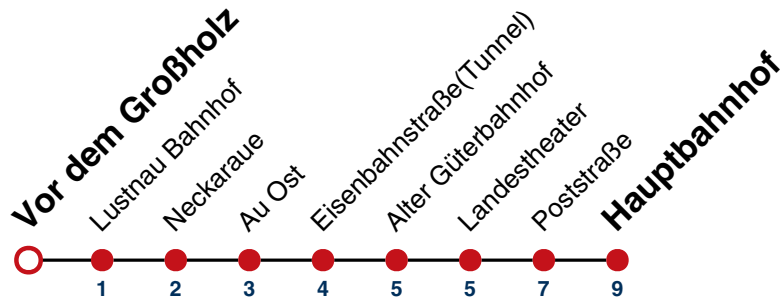 Vor dem Großholz
Lustnau Bahnhof
Neckaraue
Au Ost
Eisenbahnstraße(Tunnel)
Alter Güterbahnhof
Landestheater
Poststraße
Hauptbahnhof
1 2 3 4 5 5 7 9